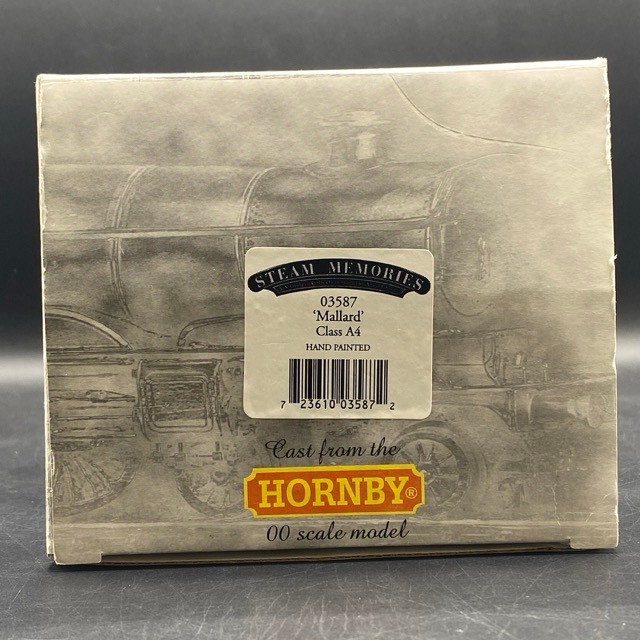 STEAM MEMORIES
03587
'Mallard'
Class A4
HAND PAINTED
7 23610 03587 2
Cast from the
HORNBY®
00 scale model